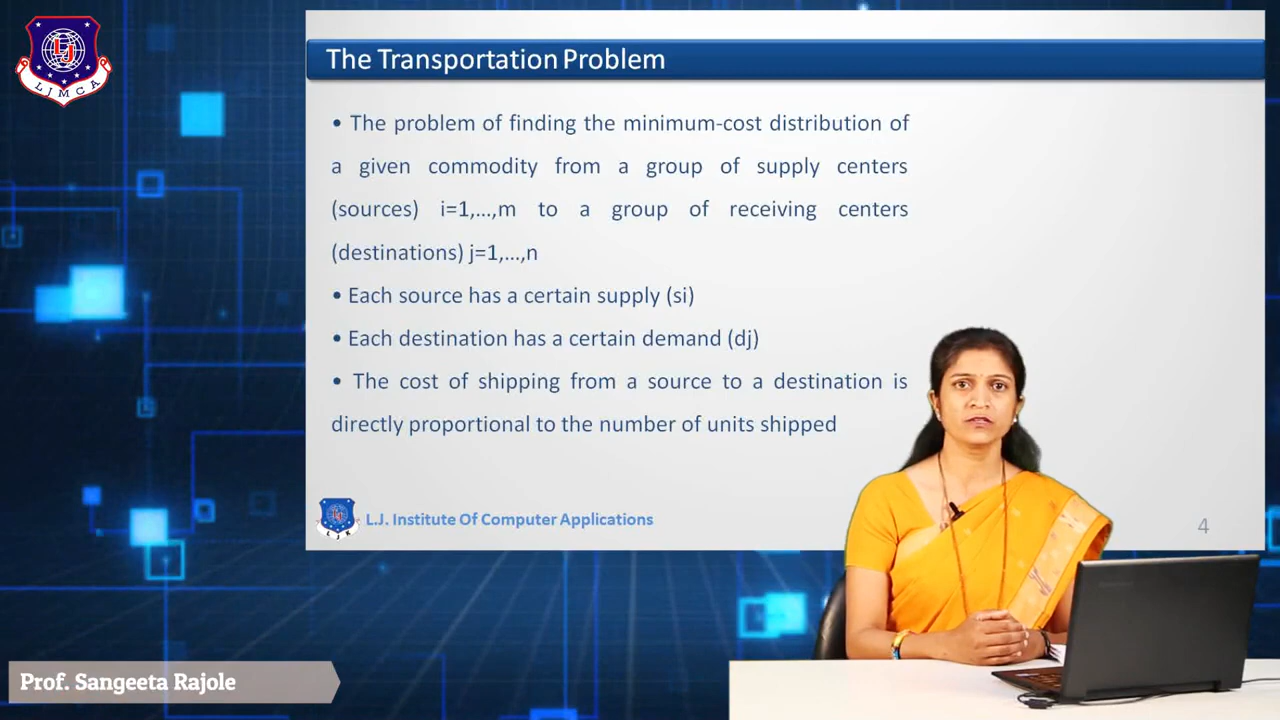 LJ
LJMCA
The Transportation Problem
• The problem of finding the minimum-cost distribution of
a given commodity from a group of supply centers
(sources) i=1,...,m to a group of receiving centers
(destinations) j=1,...,n
• Each source has a certain supply (si)
• Each destination has a certain demand (dj)
• The cost of shipping from a source to a destination is
directly proportional to the number of units shipped
L.J. Institute Of Computer Applications
4
Prof. Sangeeta Rajole